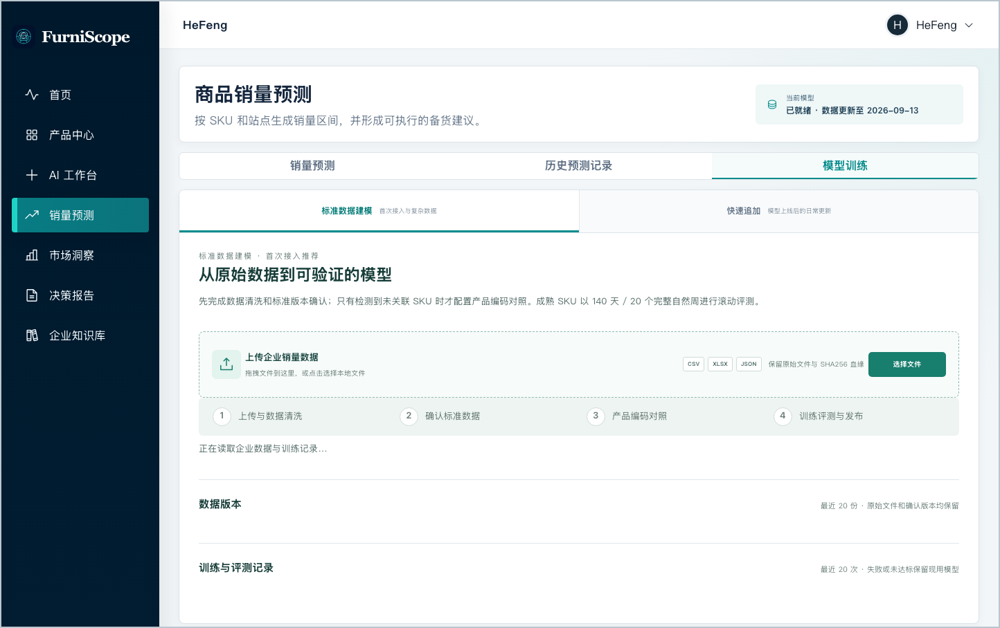 FurniScope
首页
产品中心
AI 工作台
销量预测
市场洞察
决策报告
企业知识库
HeFeng
H HeFeng
商品销量预测
按 SKU 和站点生成销量区间，并形成可执行的备货建议。
当前模型
已就绪 · 数据更新至 2026-09-13
销量预测 历史预测记录 模型训练
标准数据建模 首次接入与复杂数据 快速追加 模型上线后的日常更新
标准数据建模 · 首次接入推荐
从原始数据到可验证的模型
先完成数据清洗和标准版本确认；只有检测到未关联 SKU 时才配置产品编码对照。成熟 SKU 以 140 天 / 20 个完整自然周进行滚动评测。
上传企业销量数据
拖拽文件到这里，或点击选择本地文件
CSV XLSX JSON 保留原始文件与 SHA256 血缘 选择文件
1 上传与数据清洗 2 确认标准数据 3 产品编码对照 4 训练评测与发布
正在读取企业数据与训练记录...
数据版本 最近 20 份 · 原始文件和确认版本均保留
训练与评测记录 最近 20 次 · 失败或未达标保留现用模型